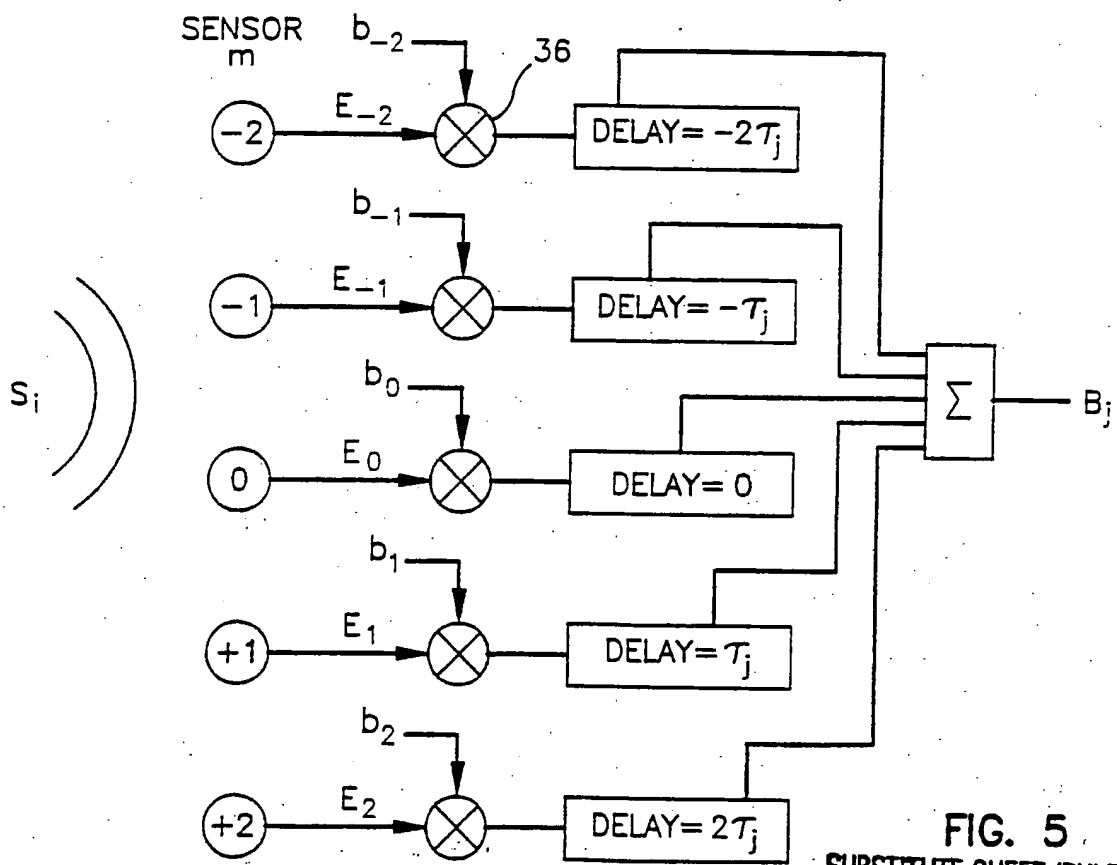 SENSOR
m
b₋₂
36
-2
E₋₂
DELAY= -2τⱼ
b₋₁
-1
E₋₁
DELAY= -τⱼ
Sᵢ
b₀
0
E₀
DELAY= 0
Σ
Bⱼ
b₁
+1
E₁
DELAY= τⱼ
b₂
+2
E₂
DELAY= 2τⱼ
FIG. 5